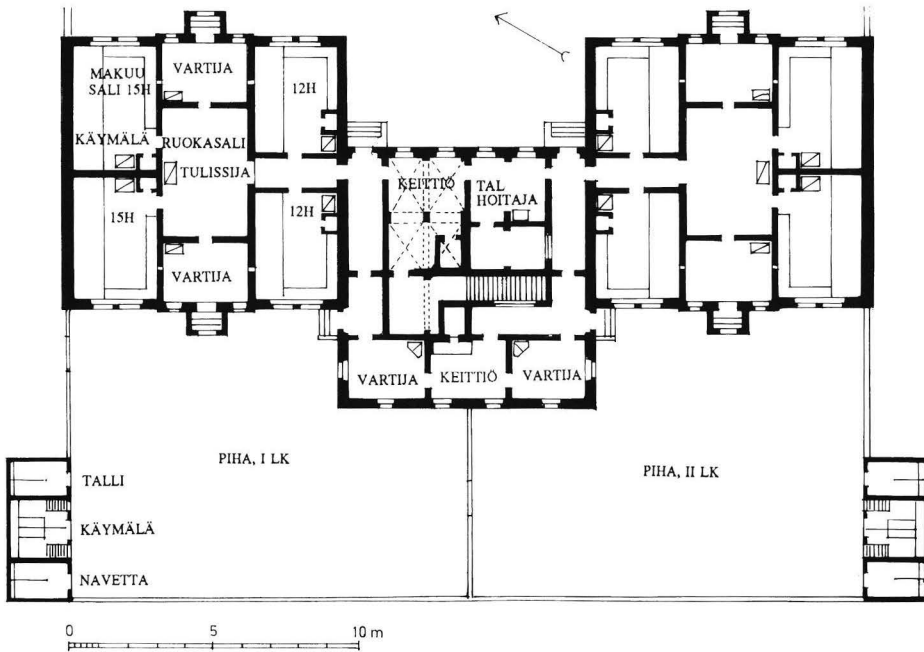 VARTIJA
MAKUU
SALI 15H
12H
KÄYMÄLÄ
RUOKASALI
TULISSIJA
KEITTIÖ
TAL
HOITAJA
15H
12H
VARTIJA
VARTIJA
KEITTIÖ
VARTIJA
PIHA, I LK
PIHA, II LK
TALLI
KÄYMÄLÄ
NAVETTA
0 5 10 m